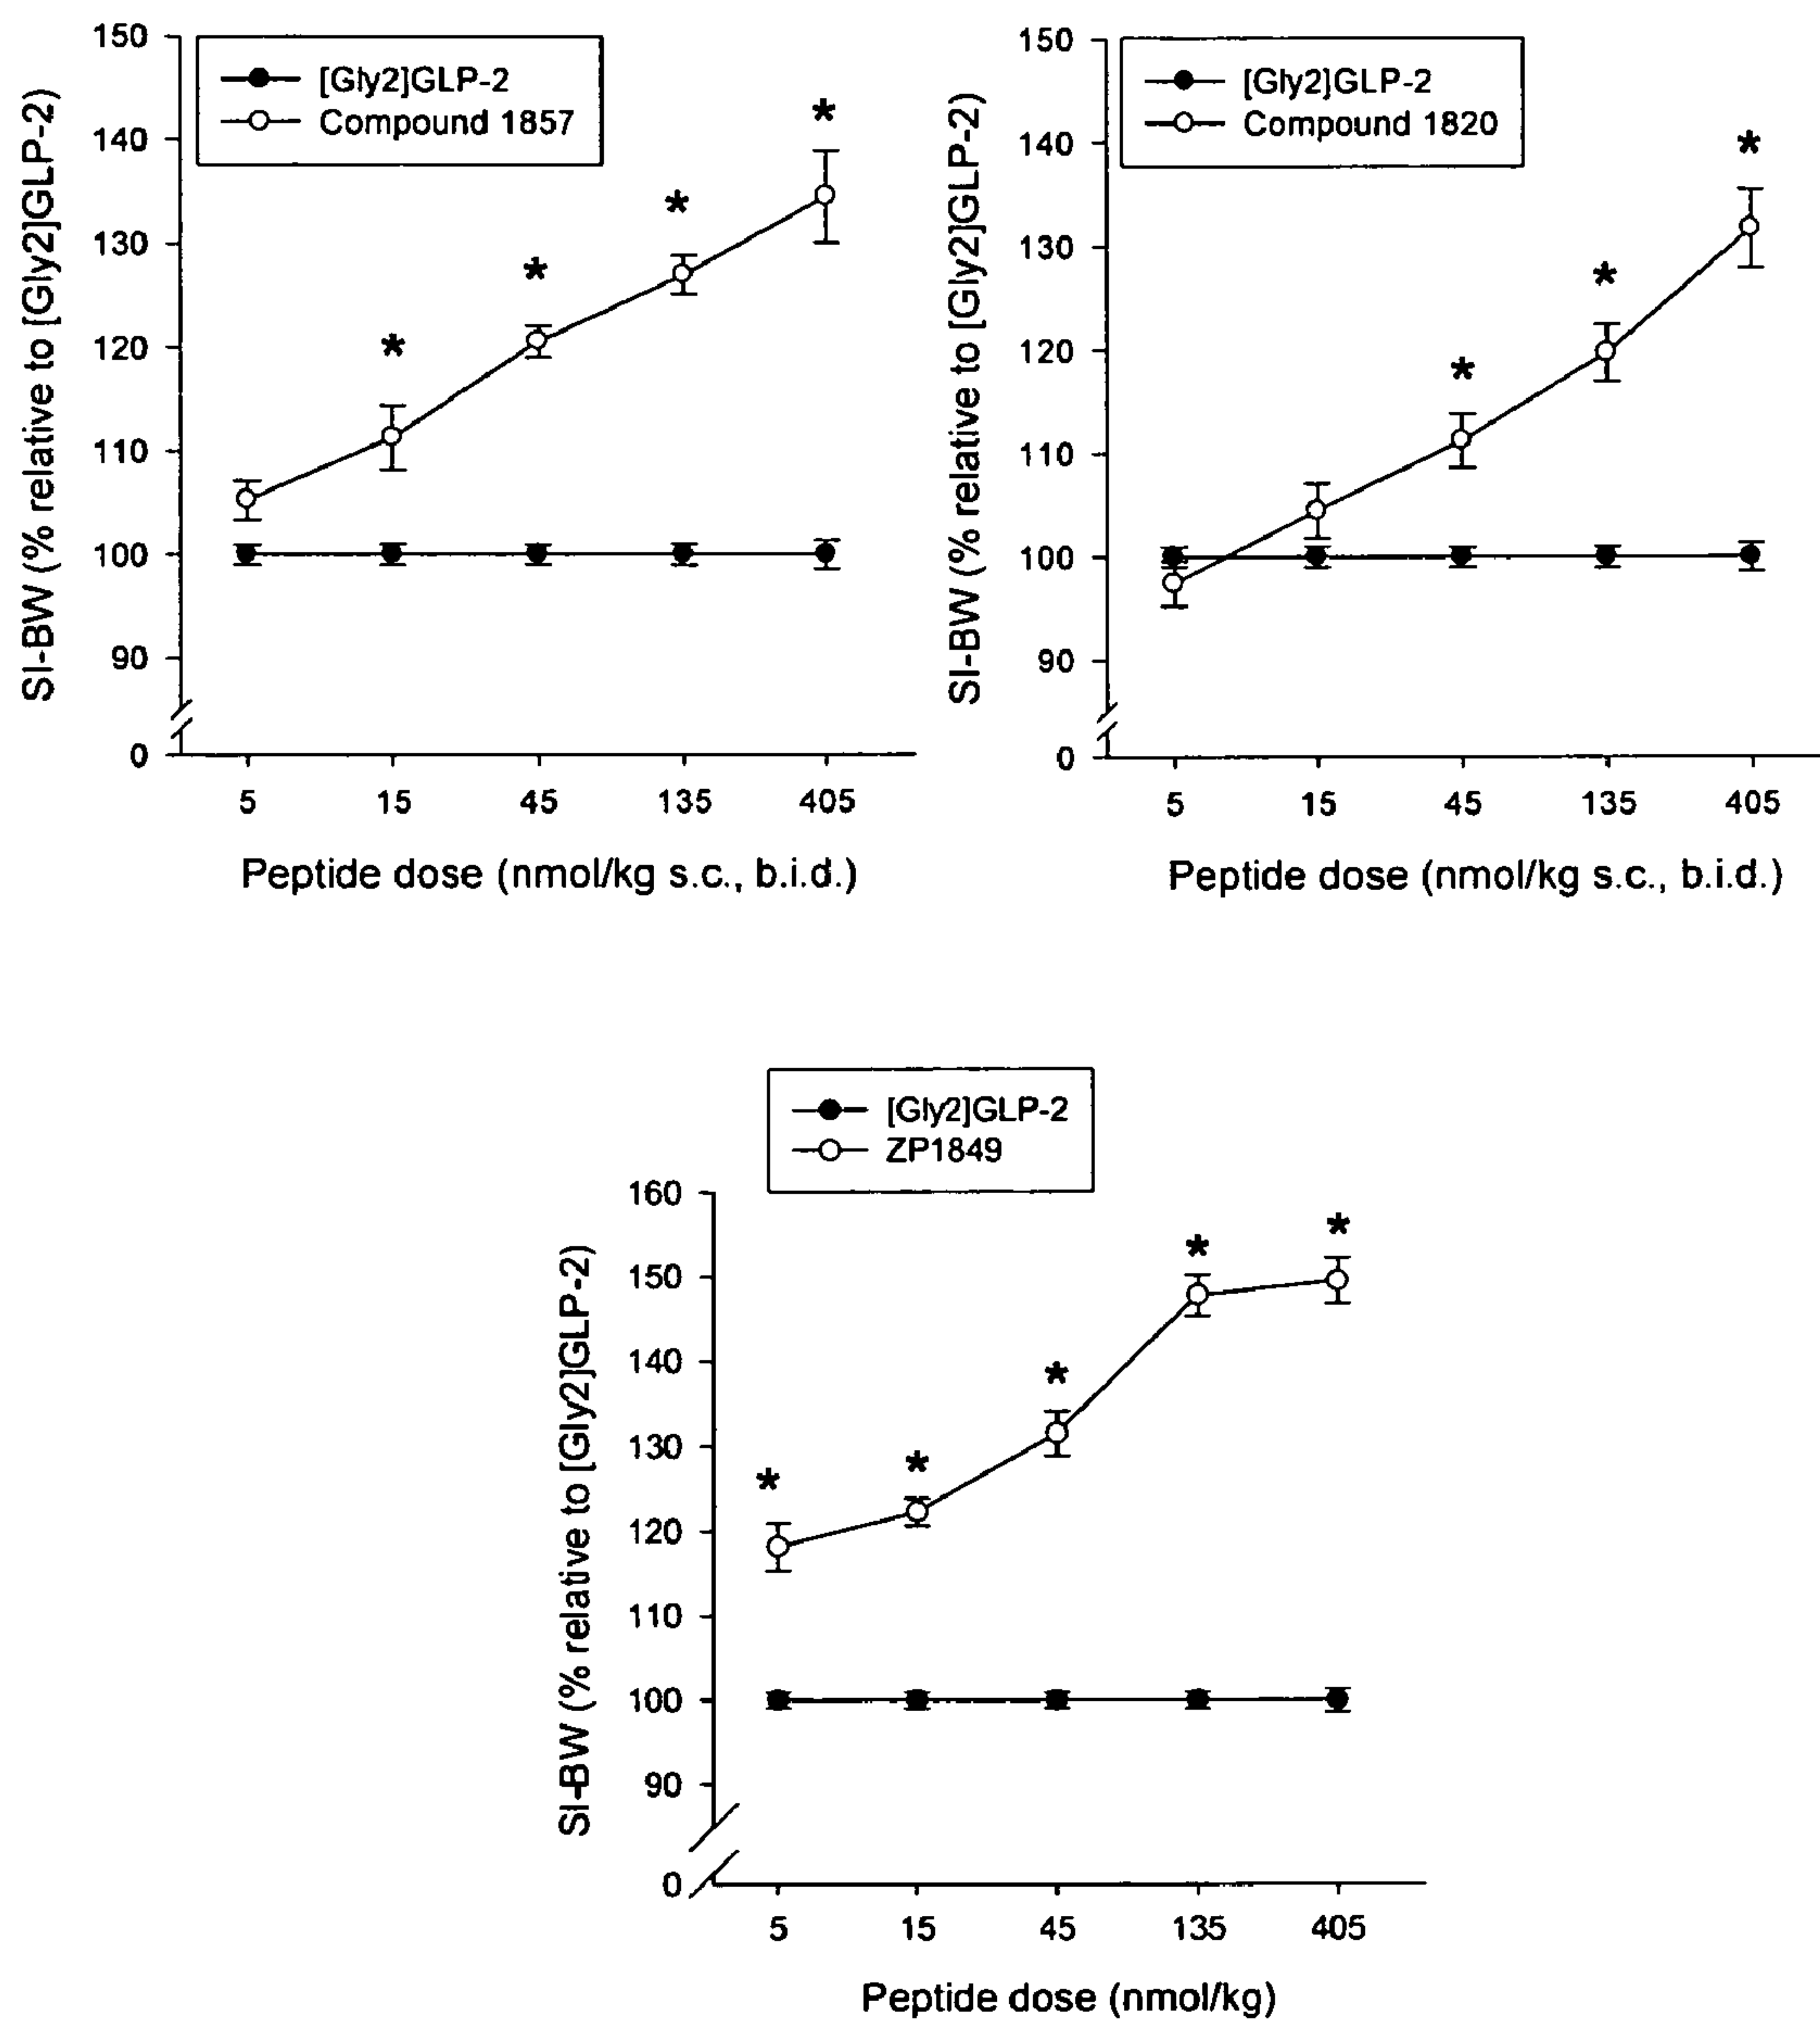 [Gly2]GLP-2
Compound 1857
SI-BW (% relative to [Gly2]GLP-2)
150
140
130
120
110
100
90
0
*
*
*
*
5 15 45 135 405
Peptide dose (nmol/kg s.c., b.i.d.)
[Gly2]GLP-2
Compound 1820
SI-BW (% relative to [Gly2]GLP-2)
150
140
130
120
110
100
90
0
*
*
*
5 15 45 135 405
Peptide dose (nmol/kg s.c., b.i.d.)
[Gly2]GLP-2
ZP1849
SI-BW (% relative to [Gly2]GLP-2)
160
150
140
130
120
110
100
90
0
*
*
*
*
*
5 15 45 135 405
Peptide dose (nmol/kg)